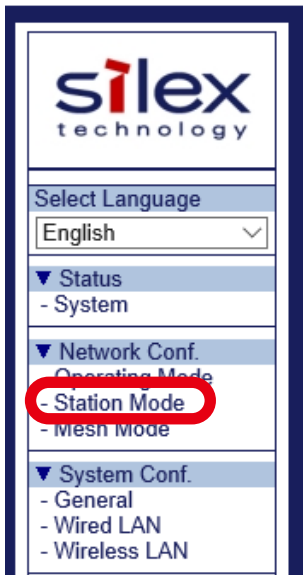 silex
technology
Select Language
English
▼ Status
- System
▼ Network Conf.
- Operating Mode
- Station Mode
- Mesh Mode
▼ System Conf.
- General
- Wired LAN
- Wireless LAN